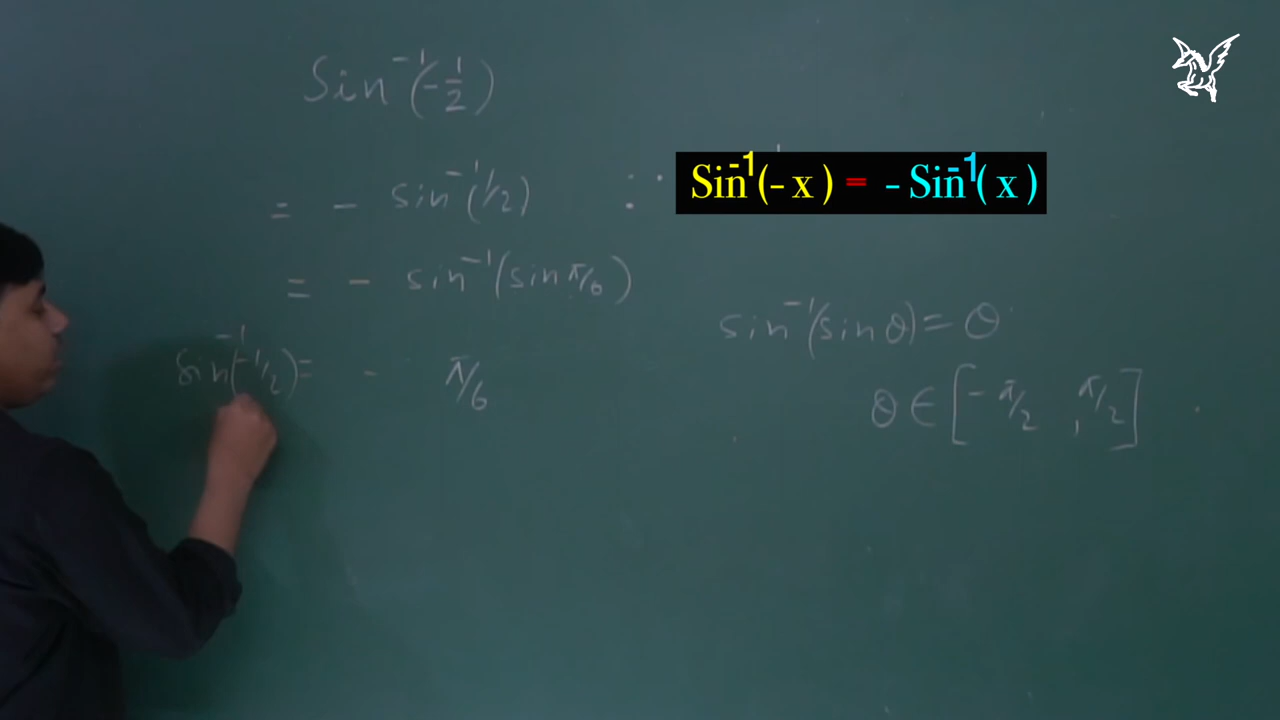 Sin⁻¹(-1/2)
= - sin⁻¹(1/2) ∵ Sin⁻¹(-x) = -Sin⁻¹(x)
= - sin⁻¹(sin π/6)
sin⁻¹(sin θ) = θ
sin⁻¹(-1/2) = - π/6
θ ∈ [-π/2, π/2]